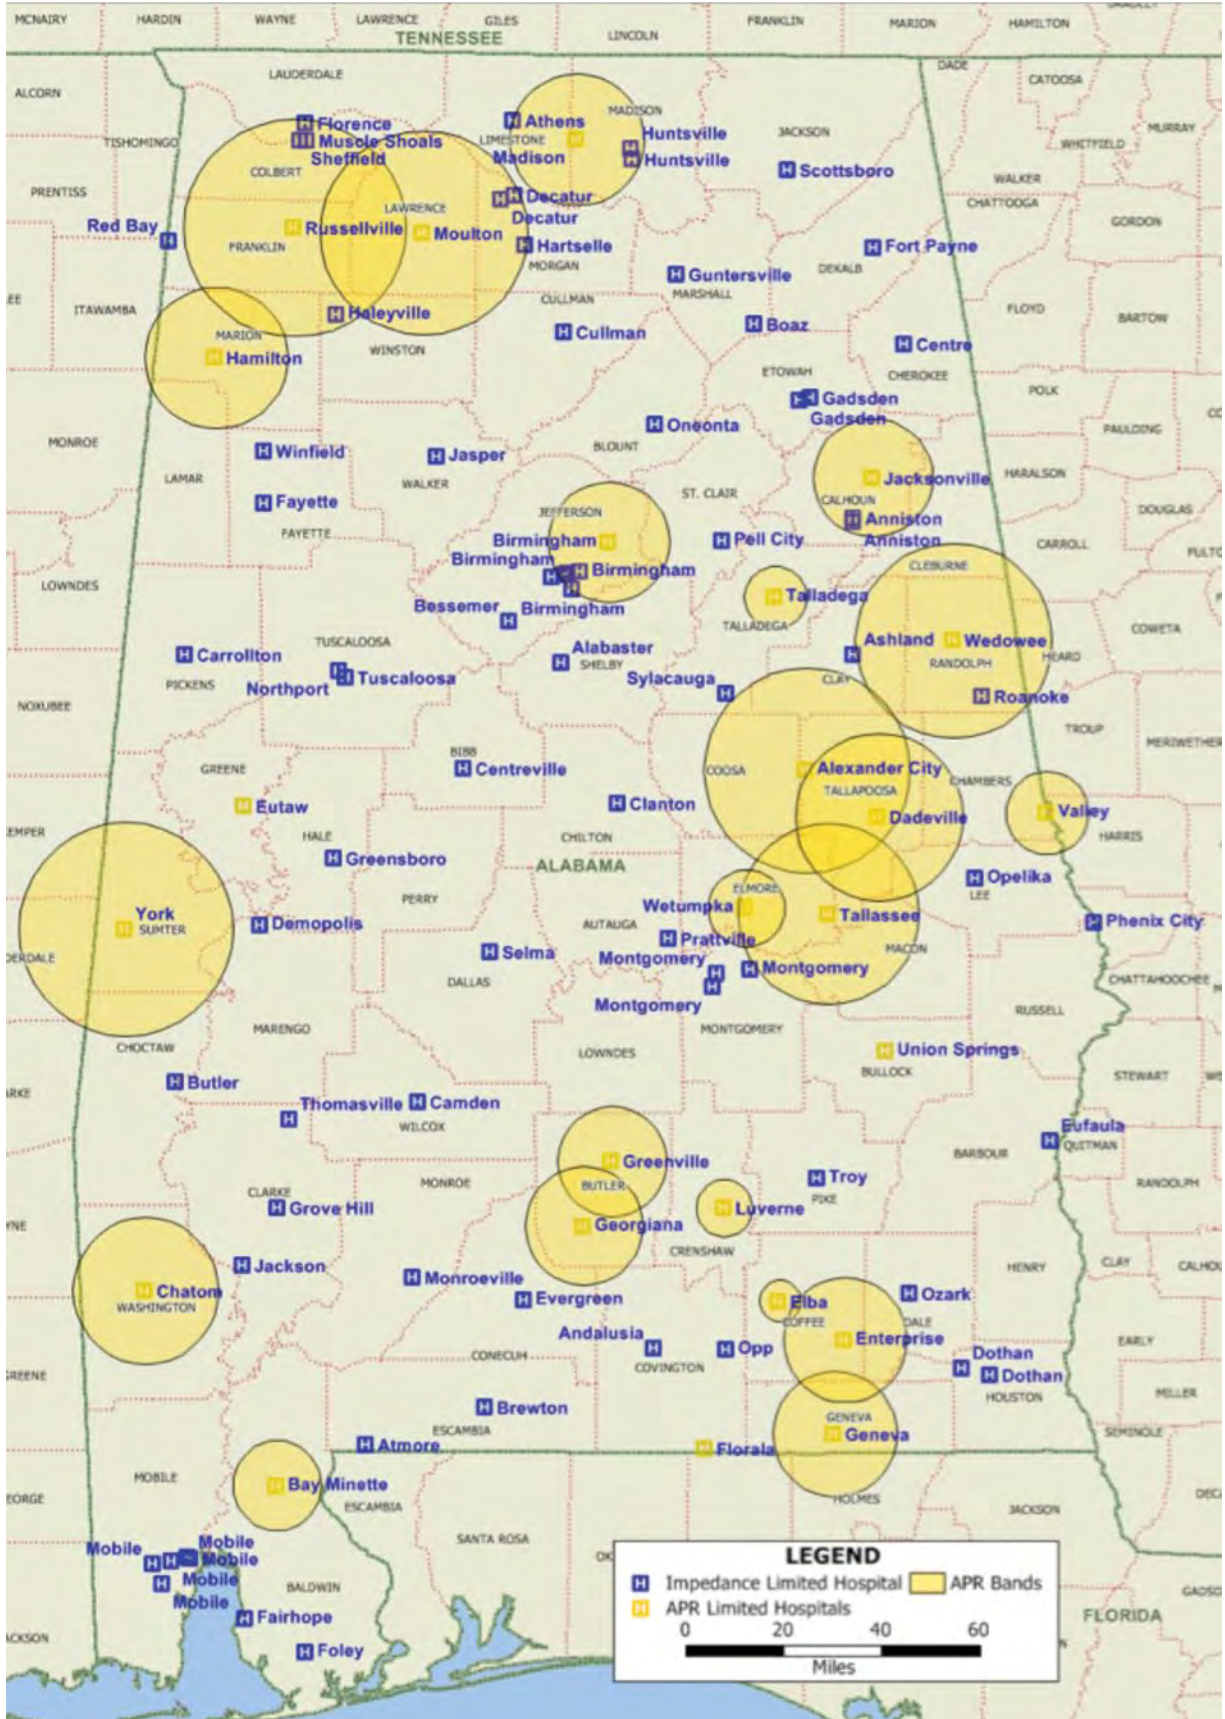 MCNAIRY
HARDIN
WAYNE
LAWRENCE
GILES
FRANKLIN
MARION
HAMILTON
TENNESSEE
LINCOLN
DADE
LAUDERDALE
CATOOSA
ALCORN
MADISON
Florence
Athens
JACKSON
MURRAY
TISHOMINGO
Muscle Shoals
LIMESTONE
Huntsville
WHITFIELD
Sheffield
Madison
Huntsville
COLBERT
Scottsboro
WALKER
PRENTISS
Decatur
CHATTOOGA
LAWRENCE
Decatur
GORDON
Red Bay
Russellville
Moulton
FRANKLIN
Hartselle
Fort Payne
MORGAN
DEKALB
Guntersville
MARSHALL
CULLMAN
ITAWAMBA
Haleyville
FLOYD
BARTOW
MARION
Cullman
Boaz
Hamilton
WINSTON
Centre
ETOWAH
CHEROKEE
POLK
Gadsden
Gadsden
MONROE
Oneonta
PAULDING
BLOUNT
Winfield
Jasper
LAMAR
WALKER
Jacksonville
HARALSON
ST. CLAIR
CALHOUN
Fayette
JEFFERSON
DOUGLAS
Anniston
FAYETTE
Birmingham
Pell City
Anniston
CARROLL
Birmingham
Birmingham
CLEBURNE
LOWNDES
Talladega
Bessemer
Birmingham
TALLADEGA
COWETA
TUSCALOOSA
Ashland
Wedowee
Carrollton
Alabaster
HEARD
SHELBY
RANDOLPH
PICKENS
Northport
Tuscaloosa
Sylacauga
CLAY
Roanoke
NOXUBEE
TROUP
BIBB
MERIWETHER
GREENE
Centreville
COOSA
Alexander City
CHAMBERS
TALLAPOOSA
Eutaw
Clanton
Valley
Dadeville
HALE
CHILTON
HARRIS
Greensboro
ALABAMA
Opelika
ELMORE
LEE
PERRY
Wetumpka
York
Tallassee
SUMTER
Demopolis
AUTAUGA
Phenix City
Prattville
MACON
Selma
Montgomery
Montgomery
DALLAS
CHATTAHOOCHEE
Montgomery
RUSSELL
MARENGO
MONTGOMERY
CHOCTAW
LOWNDES
Union Springs
BULLOCK
STEWART
Butler
Thomasville
Camden
WILCOX
Eufaula
QUITMAN
BARBOUR
Greenville
Troy
MONROE
BUTLER
RANDOLPH
CLARKE
PIKE
Grove Hill
Luverne
Georgiana
CRENSHAW
Jackson
HENRY
CLAY
Monroeville
Chatom
Evergreen
Elba
Ozark
WASHINGTON
COFFEE
DALE
Andalusia
Enterprise
EARLY
Opp
Dothan
CONECUH
COVINGTON
Dothan
HOUSTON
MILLER
Brewton
GENEVA
ESCAMBIA
Geneva
SEMINOLE
Atmore
Florala
MOBILE
Bay Minette
HOLMES
ESCAMBIA
JACKSON
SANTA ROSA
Mobile
Mobile
Mobile
Mobile
Mobile
BALDWIN
Fairhope
Foley
FLORIDA
LEGEND
H Impedance Limited Hospital
APR Bands
H APR Limited Hospitals
0 20 40 60
Miles